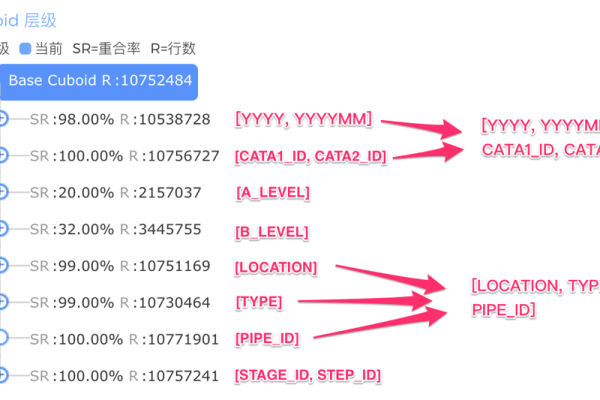 oid 层级
级 当前 SR=重合率 R=行数
Base Cuboid R :10752484
SR :98.00% R :10538728 [YYYY, YYYYMM]
SR :100.00% R :10756727 [CATA1_ID, CATA2_ID]
SR :20.00% R :2157037 [A_LEVEL]
SR :32.00% R :3445755 [B_LEVEL]
SR :99.00% R :10751169 [LOCATION]
SR :99.00% R :10730464 [TYPE]
SR :100.00% R :10771901 [PIPE_ID]
SR :100.00% R :10757241 [STAGE_ID, STEP_ID]
[YYYY, YYYYM
CATA1_ID, CATA
[LOCATION, TYP
PIPE_ID]